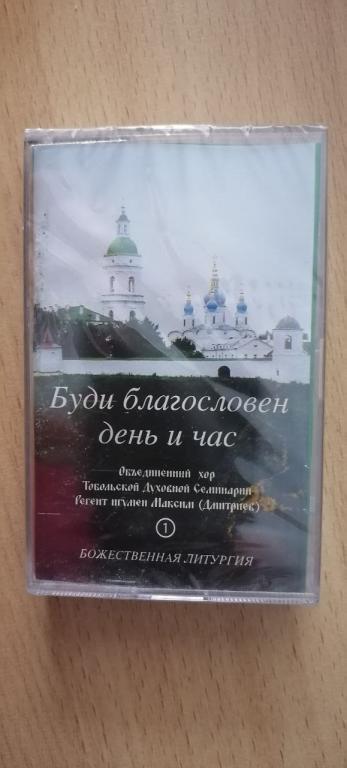 Буди благословен
день и час
Объединенный хор
Тобольской Духовной Семинарии
Регент игумен Максим (Дмитриев)
1
БОЖЕСТВЕННАЯ ЛИТУРГИЯ